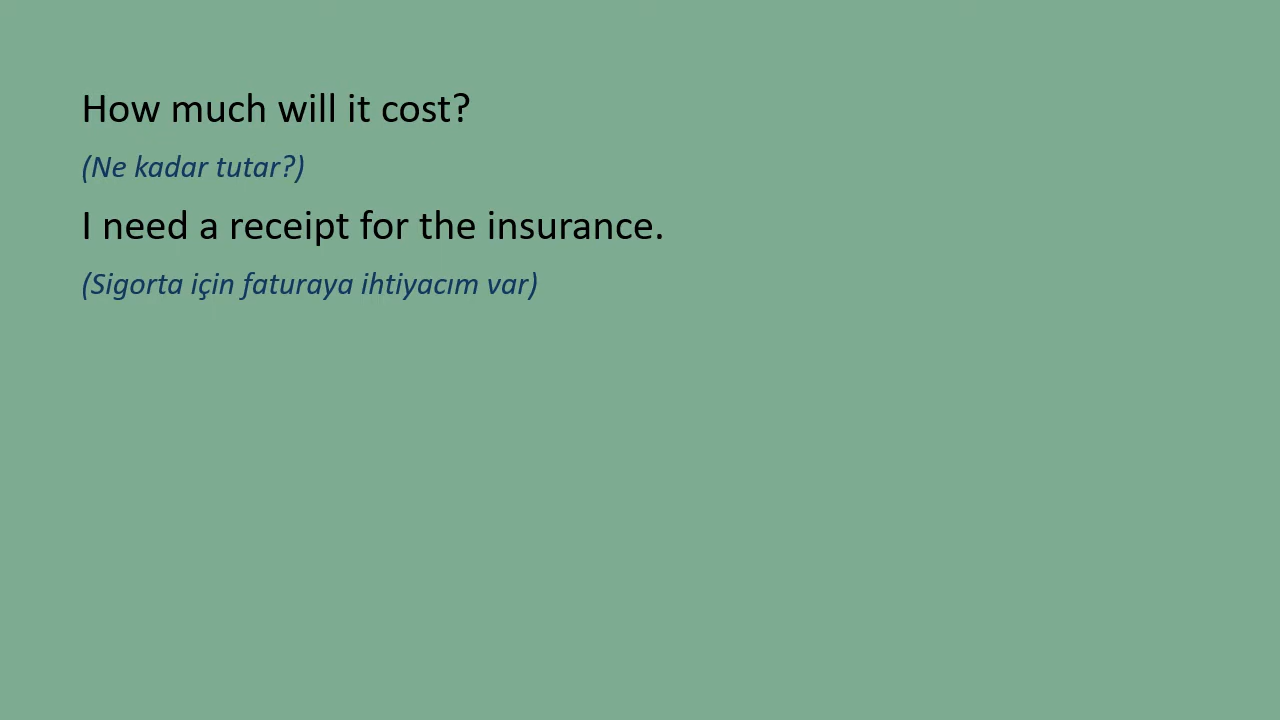 How much will it cost?
(Ne kadar tutar?)
I need a receipt for the insurance.
(Sigorta için faturaya ihtiyacım var)